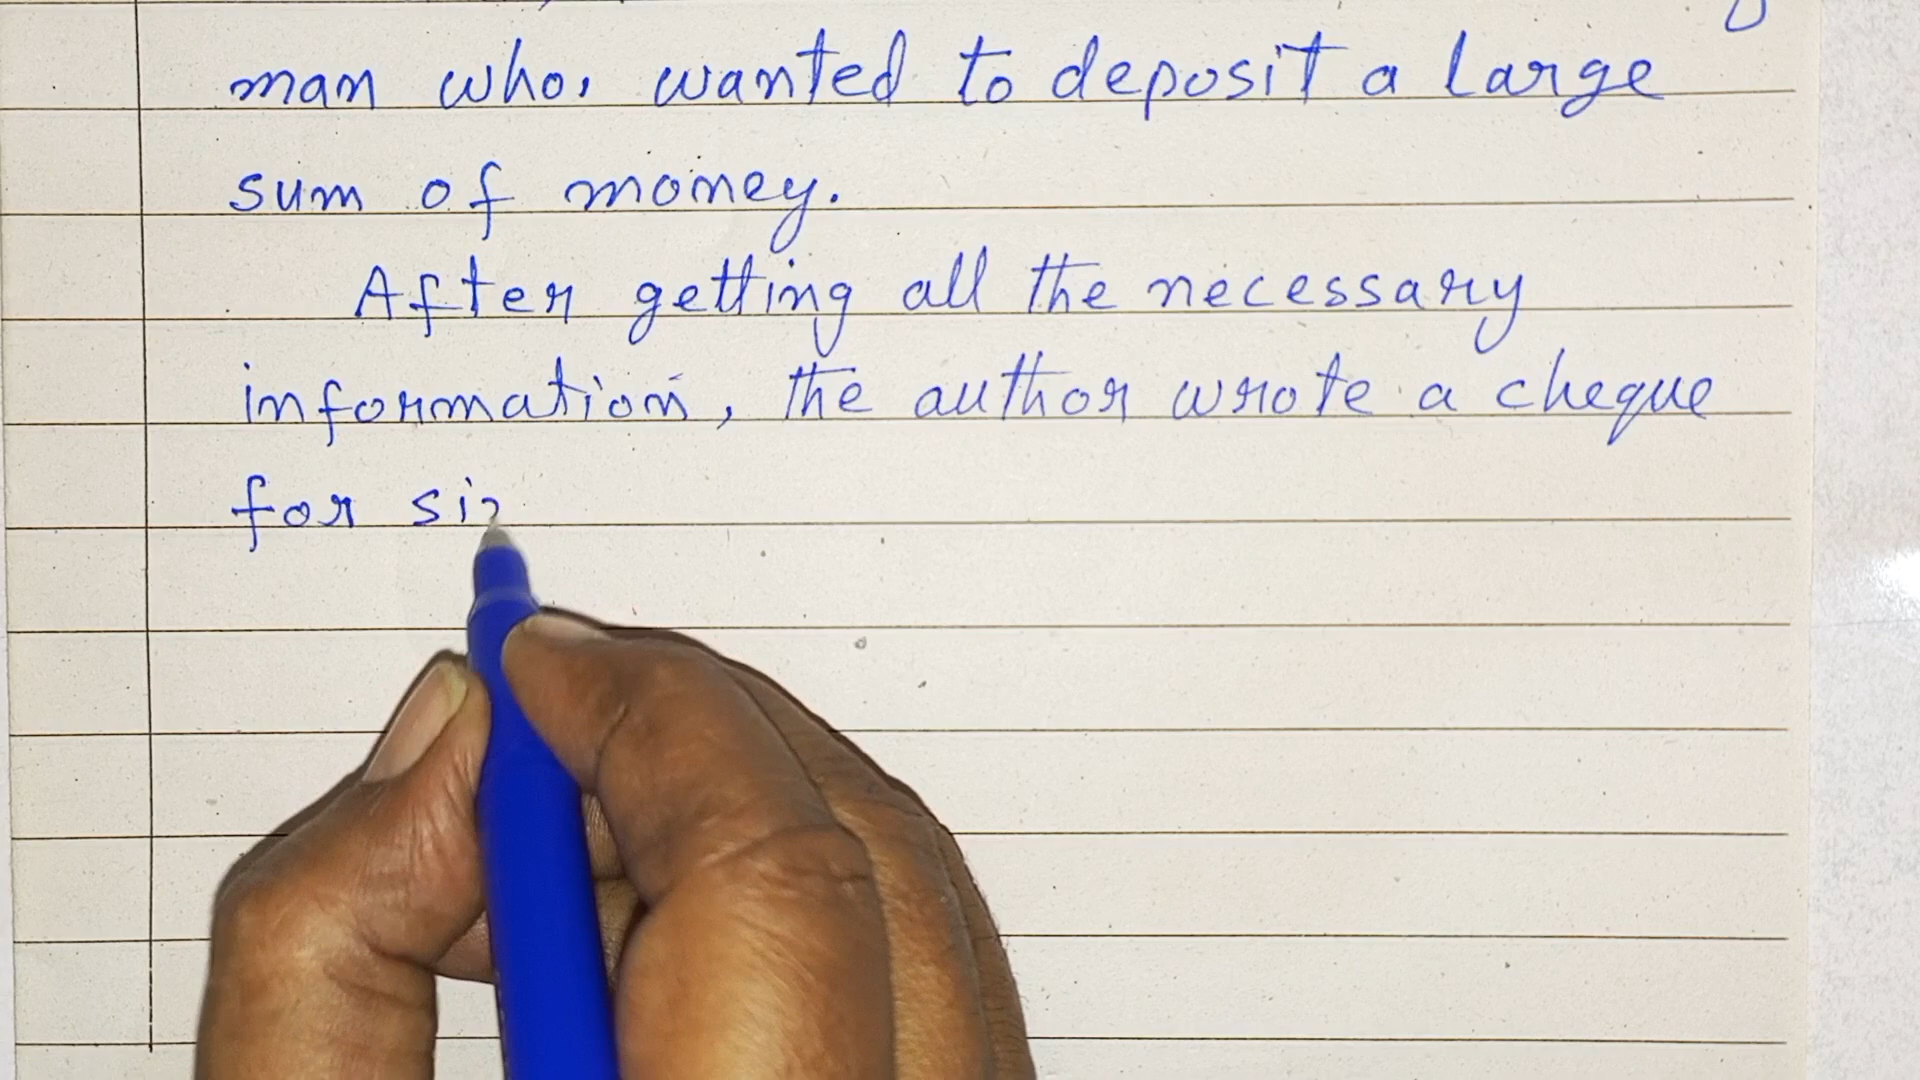 man who, wanted to deposit a large
sum of money.
After getting all the necessary
information, the author wrote a cheque
for